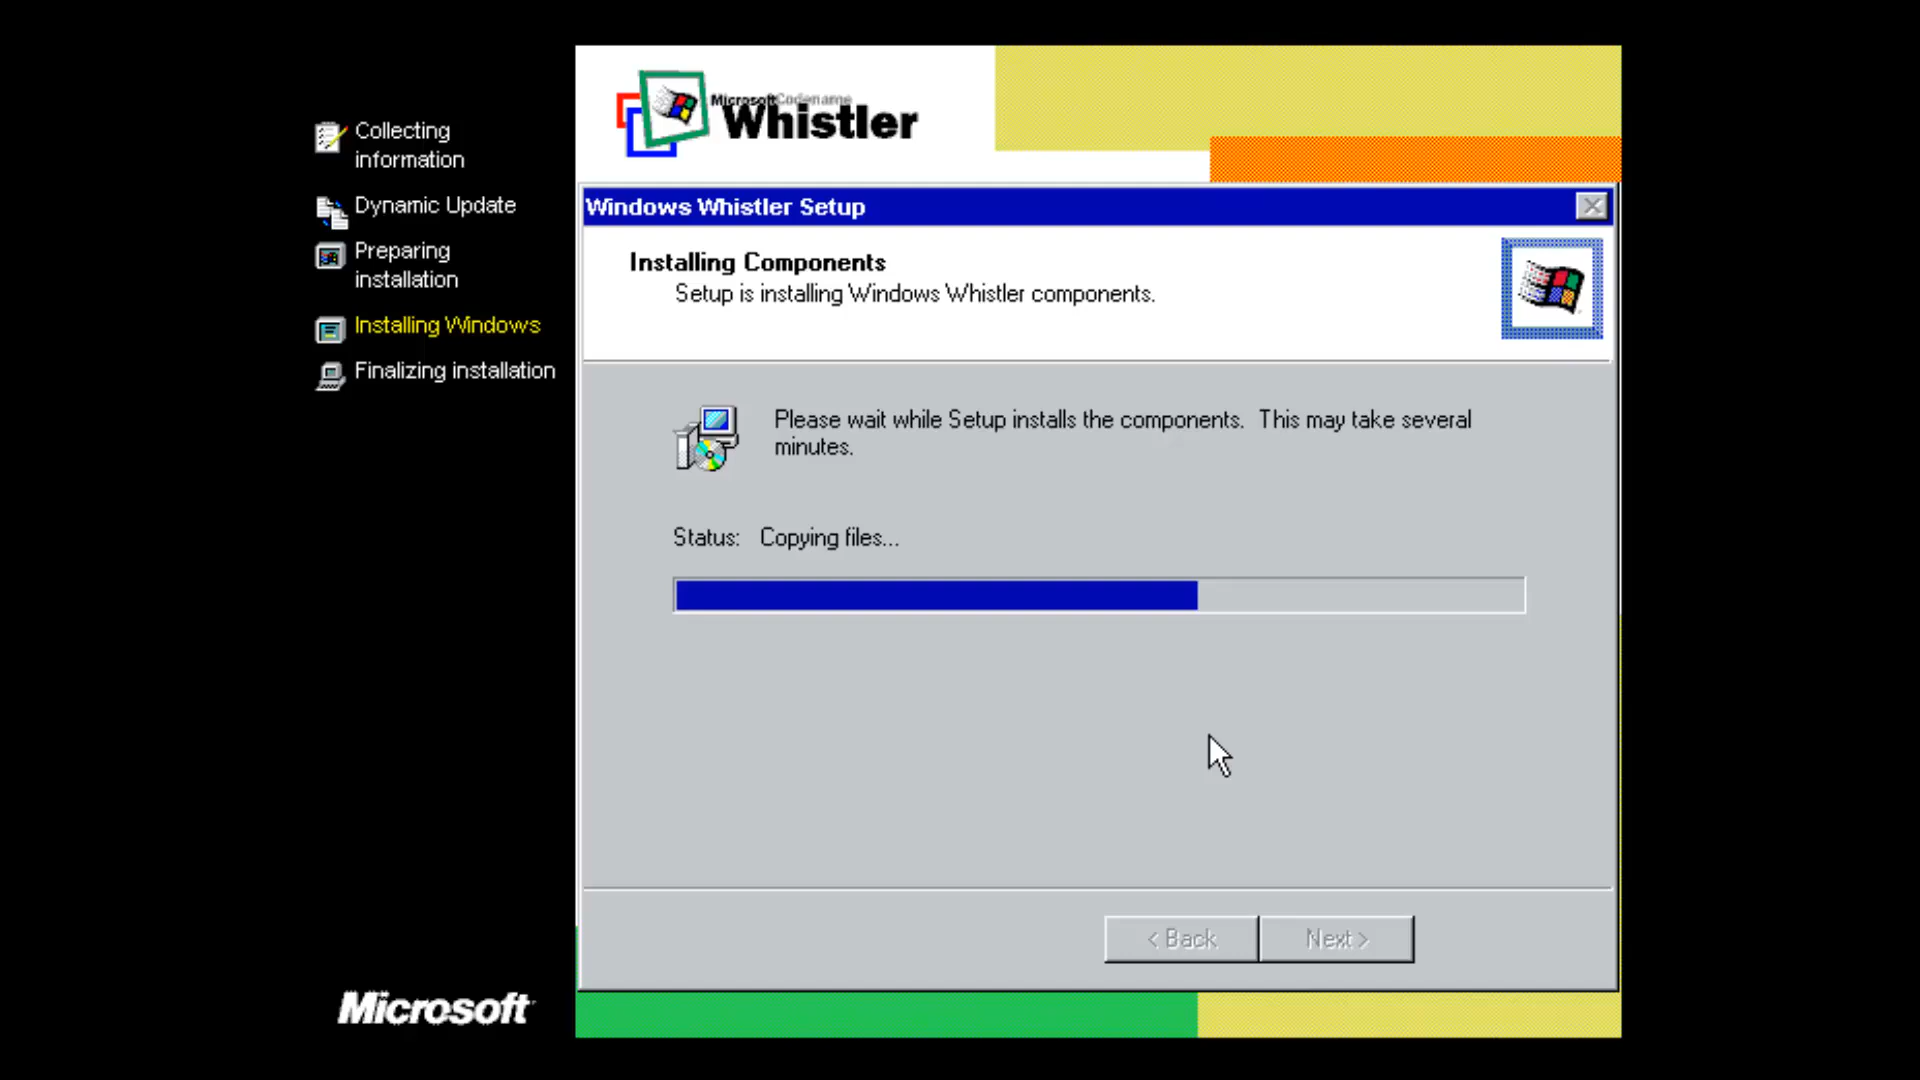 Collecting
information
Dynamic Update
Preparing
installation
Installing Windows
Finalizing installation
Microsoft
Microsoft Codename
Whistler
Windows Whistler Setup
Installing Components
Setup is installing Windows Whistler components.
Please wait while Setup installs the components.  This may take several
minutes.
Status:   Copying files...
< Back   Next >